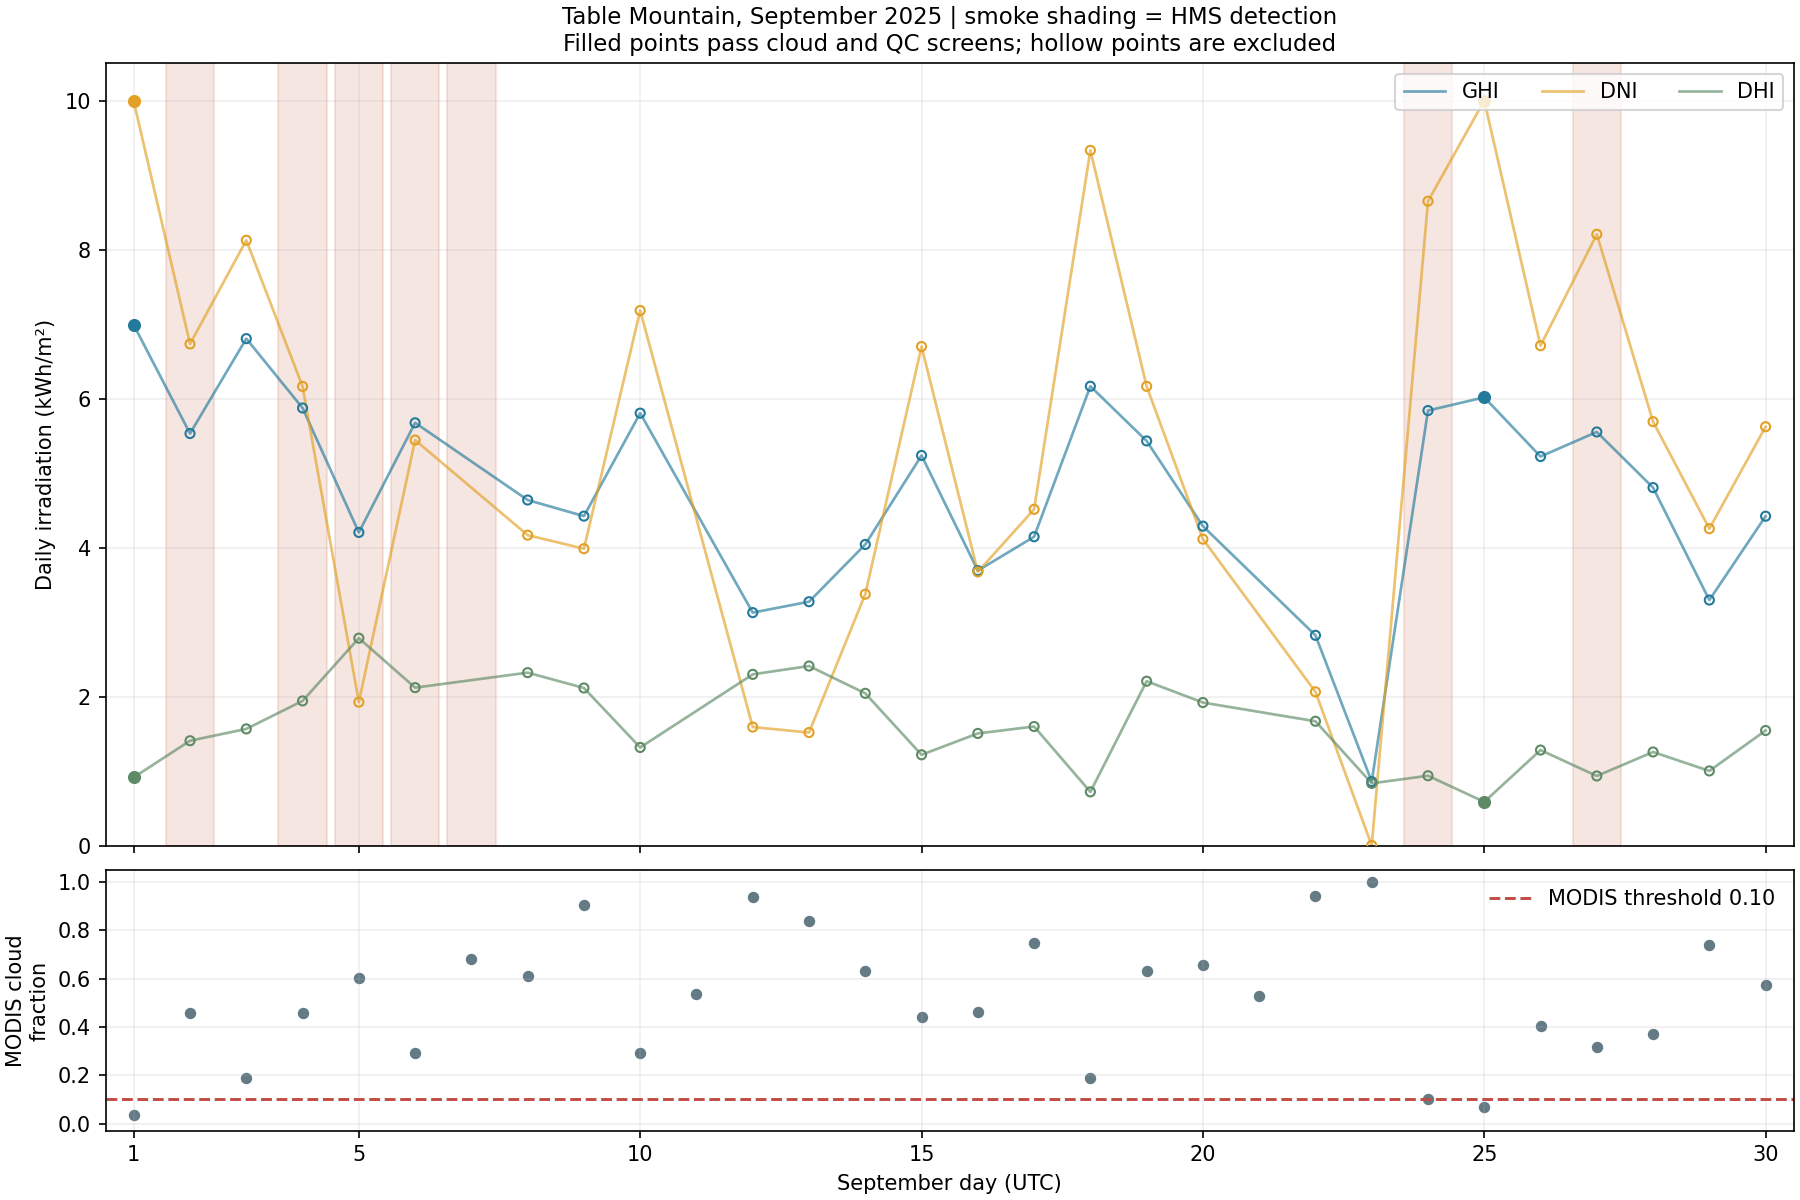 Table Mountain, September 2025 | smoke shading = HMS detection
Filled points pass cloud and QC screens; hollow points are excluded
GHI DNI DHI
Daily irradiation (kWh/m²)
10
8
6
4
2
0
MODIS threshold 0.10
MODIS cloud
fraction
1.0
0.8
0.6
0.4
0.2
0.0
1 5 10 15 20 25 30
September day (UTC)